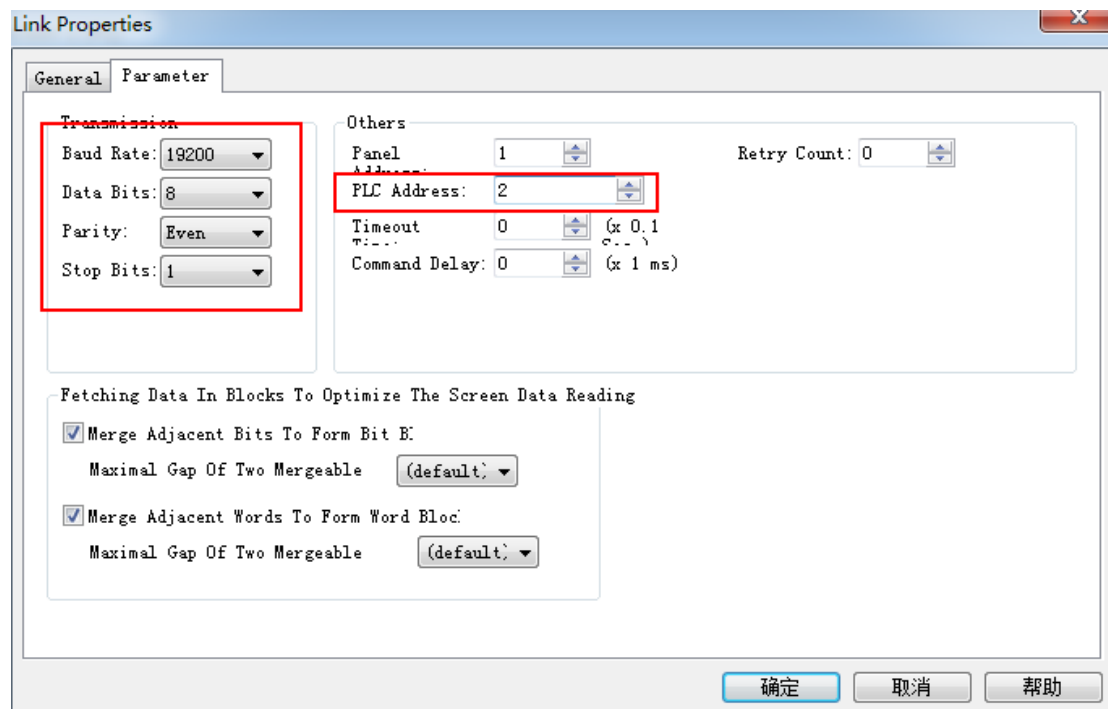 Link Properties
General
Parameter
Transmission
Baud Rate: 19200
Data Bits: 8
Parity: Even
Stop Bits: 1
Others
Panel 1
PLC Address: 2
Timeout 0 (x 0.1
Command Delay: 0 (x 1 ms)
Retry Count: 0
Fetching Data In Blocks To Optimize The Screen Data Reading
Merge Adjacent Bits To Form Bit
Maximal Gap Of Two Mergeable (default)
Merge Adjacent Words To Form Word Bloc
Maximal Gap Of Two Mergeable (default)
确定
取消
帮助